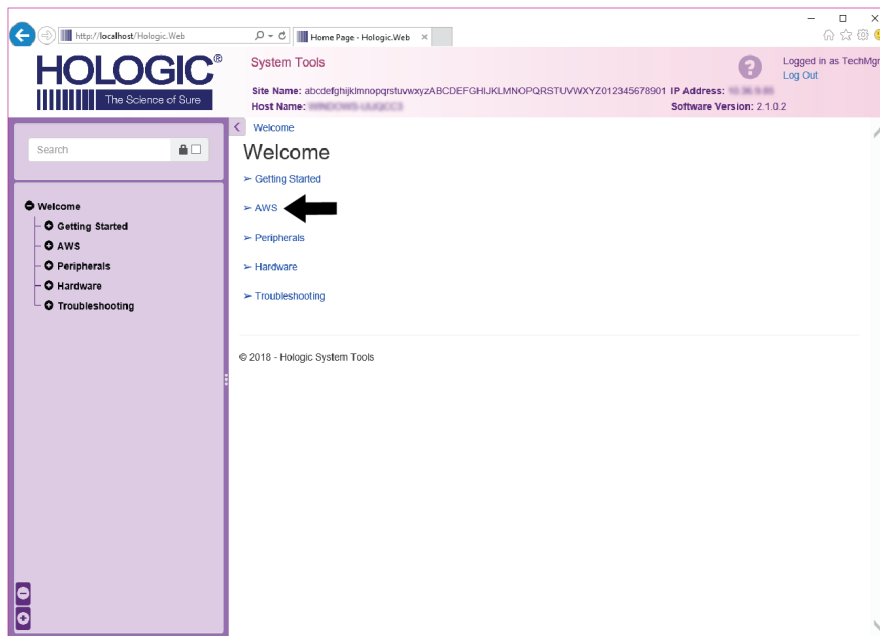 http://localhost/Hologic.Web
Home Page - Hologic.Web
HOLOGIC®
The Science of Sure
System Tools
Logged in as TechMgr
Log Out
Site Name: abcdefghijklmnopqrstuvwxyzABCDEFGHIJKLMNOPQRSTUVWXYZ012345678901 IP Address:
Host Name:
Software Version: 2.1.0.2
Search
Welcome
Getting Started
AWS
Peripherals
Hardware
Troubleshooting
Welcome
Welcome
➢ Getting Started
➢ AWS
➢ Peripherals
➢ Hardware
➢ Troubleshooting
© 2018 - Hologic System Tools